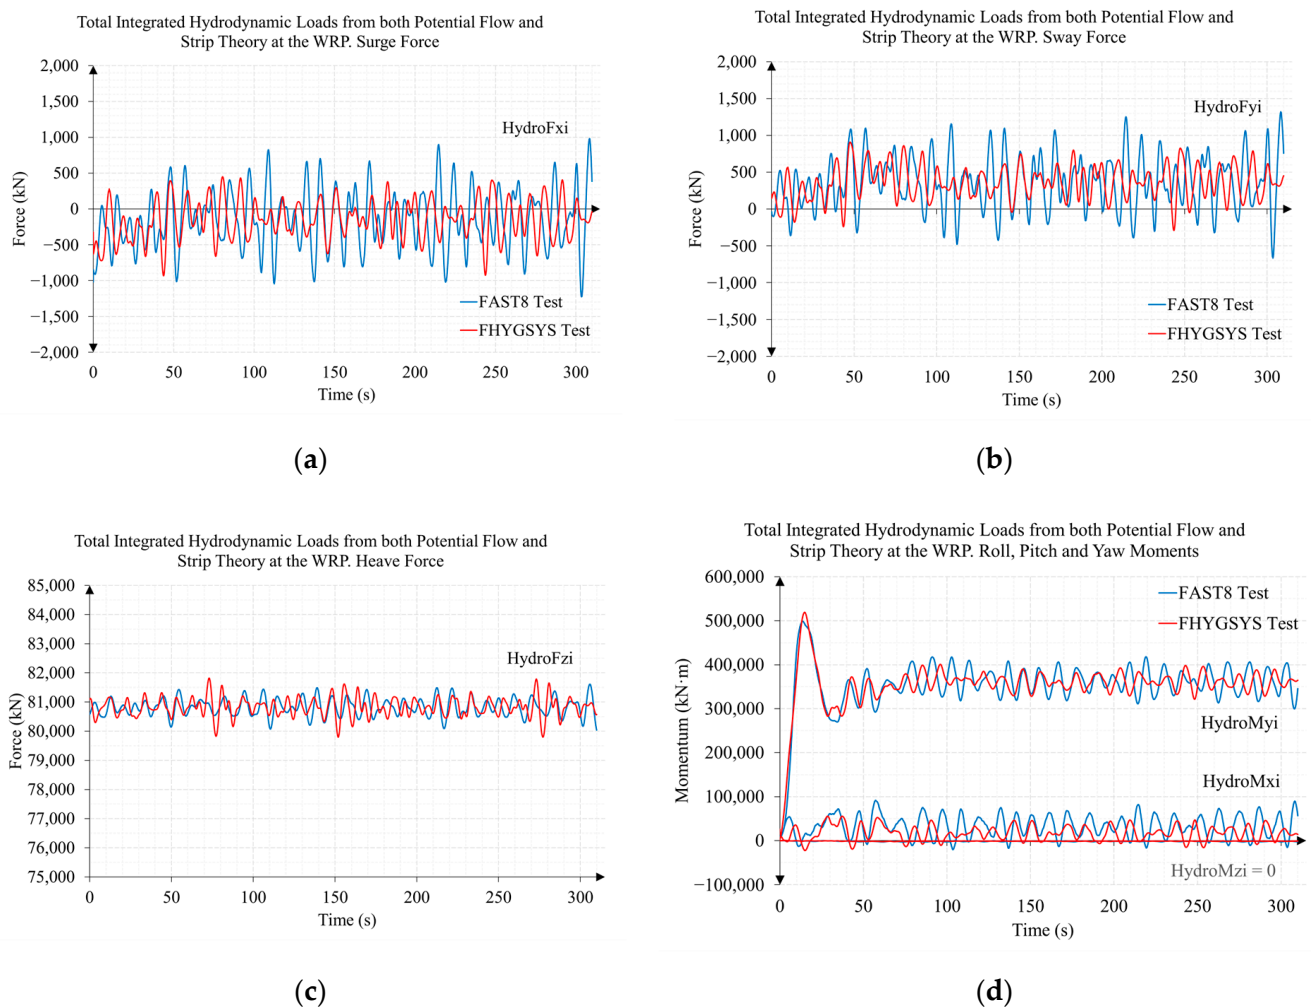 Total Integrated Hydrodynamic Loads from both Potential Flow and
Strip Theory at the WRP. Surge Force
2,000
1,500
1,000
500
0
−500
−1,000
−1,500
−2,000
Force (kN)
HydroFxi
FAST8 Test
FHYGSYS Test
0 50 100 150 200 250 300
Time (s)
(a)
Total Integrated Hydrodynamic Loads from both Potential Flow and
Strip Theory at the WRP. Sway Force
2,000
1,500
1,000
500
0
−500
−1,000
−1,500
−2,000
Force (kN)
HydroFyi
FAST8 Test
FHYGSYS Test
0 50 100 150 200 250 300
Time (s)
(b)
Total Integrated Hydrodynamic Loads from both Potential Flow and
Strip Theory at the WRP. Heave Force
85,000
84,000
83,000
82,000
81,000
80,000
79,000
78,000
77,000
76,000
75,000
Force (kN)
HydroFzi
0 50 100 150 200 250 300
Time (s)
(c)
Total Integrated Hydrodynamic Loads from both Potential Flow and
Strip Theory at the WRP. Roll, Pitch and Yaw Moments
600,000
500,000
400,000
300,000
200,000
100,000
0
−100,000
Momentum (kN·m)
FAST8 Test
FHYGSYS Test
HydroMyi
HydroMxi
HydroMzi = 0
0 50 100 150 200 250 300
Time (s)
(d)